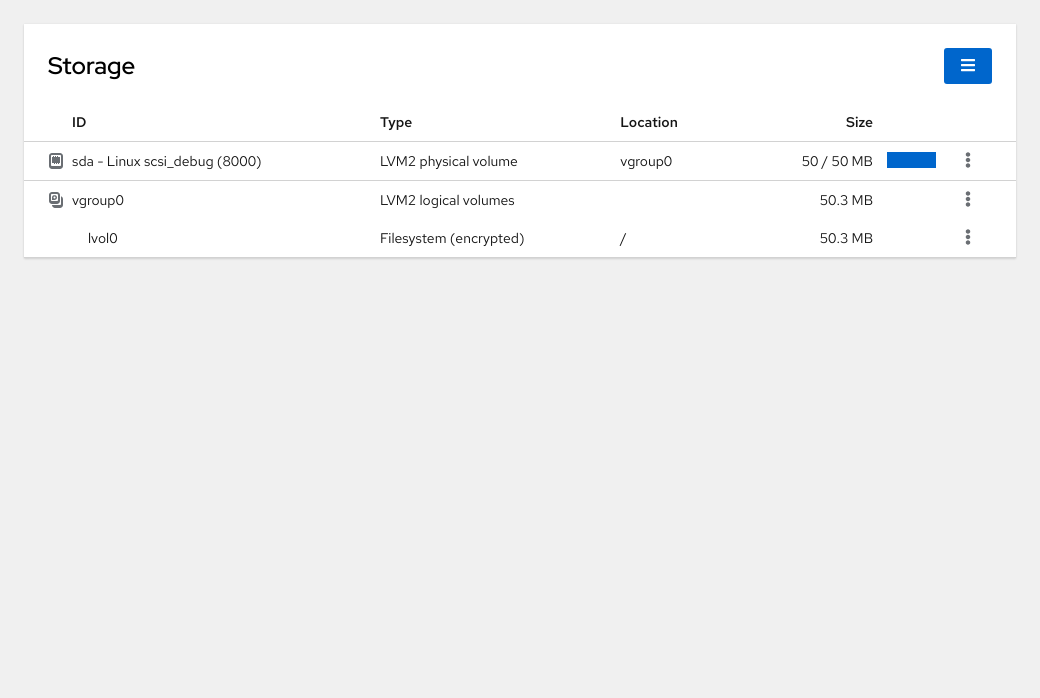 Storage
ID Type Location Size
sda - Linux scsi_debug (8000) LVM2 physical volume vgroup0 50 / 50 MB
vgroup0 LVM2 logical volumes 50.3 MB
lvol0 Filesystem (encrypted) / 50.3 MB